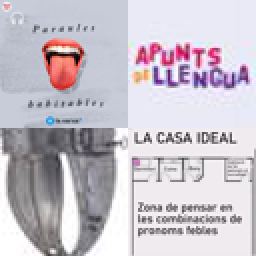 Paraules
habitables
APUNTS
DE LLENGUA
LA CASA IDEAL
Zona de pensar en
les combinacions de
pronoms febles